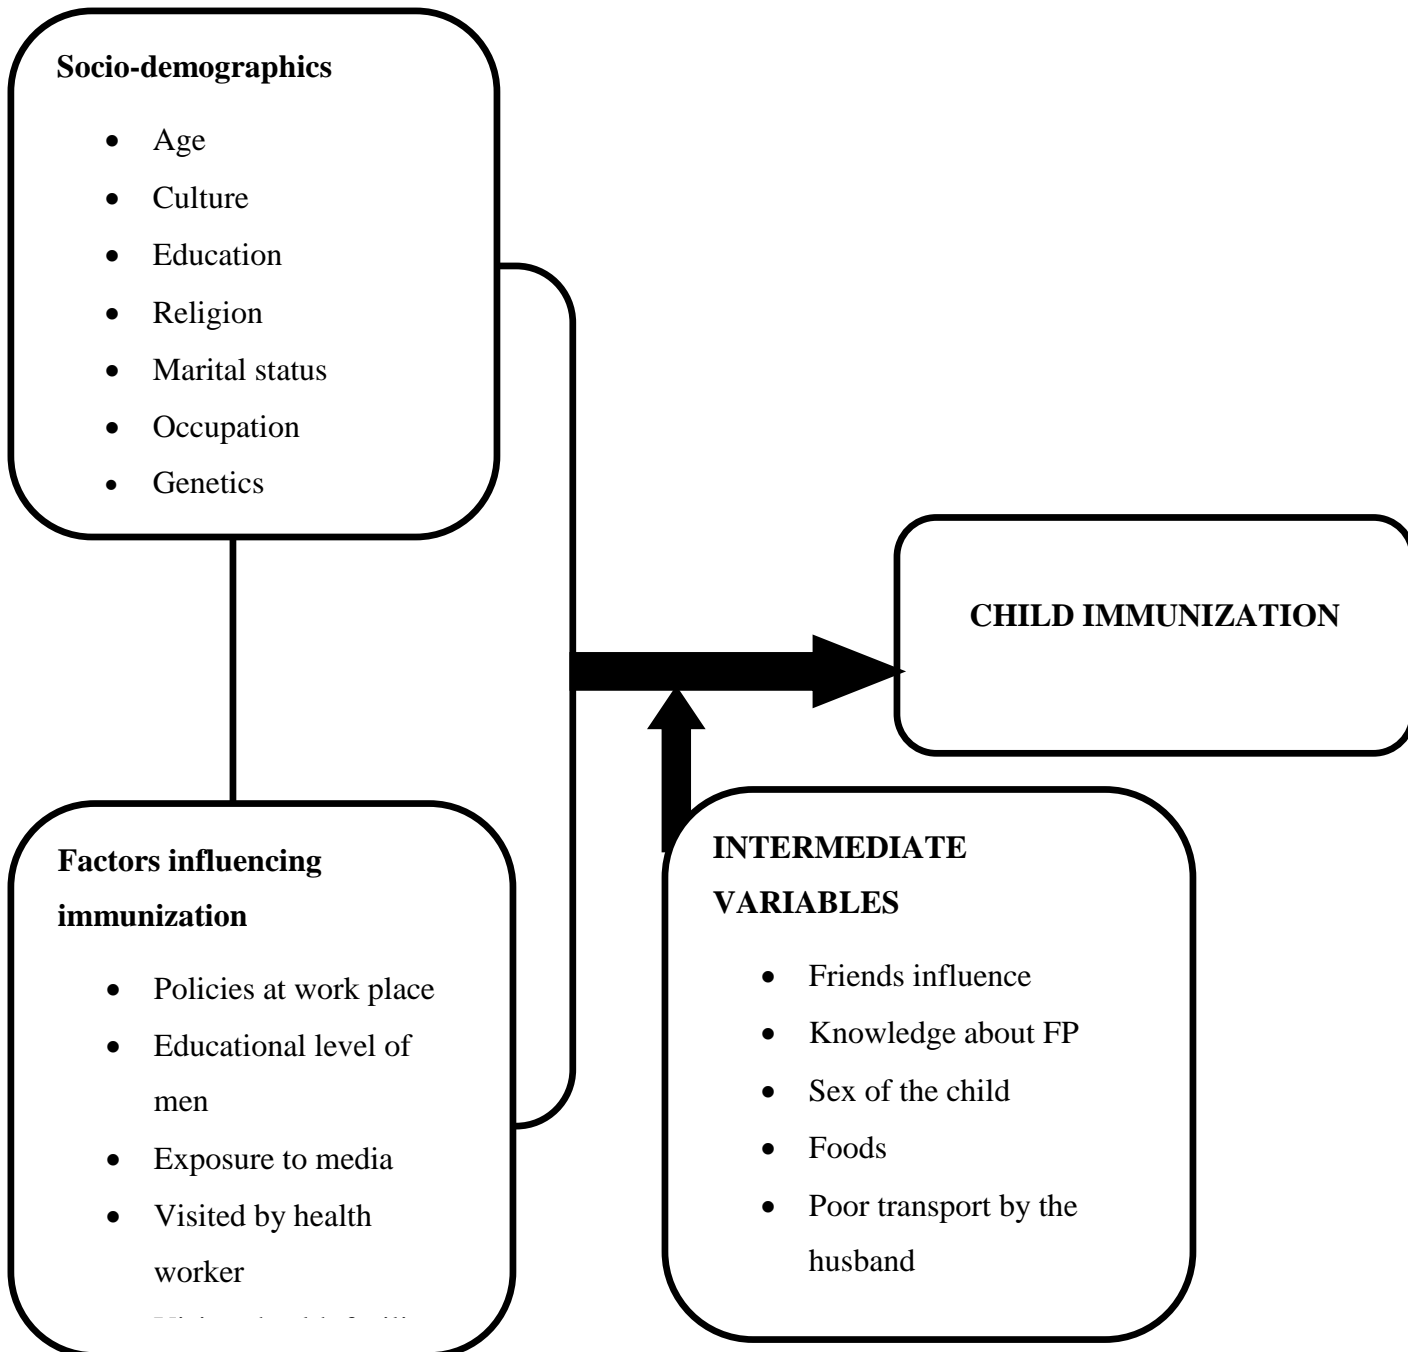 Socio-demographics
• Age
• Culture
• Education
• Religion
• Marital status
• Occupation
• Genetics
CHILD IMMUNIZATION
Factors influencing
immunization
• Policies at work place
• Educational level of
men
• Exposure to media
• Visited by health
worker
INTERMEDIATE
VARIABLES
• Friends influence
• Knowledge about FP
• Sex of the child
• Foods
• Poor transport by the
husband